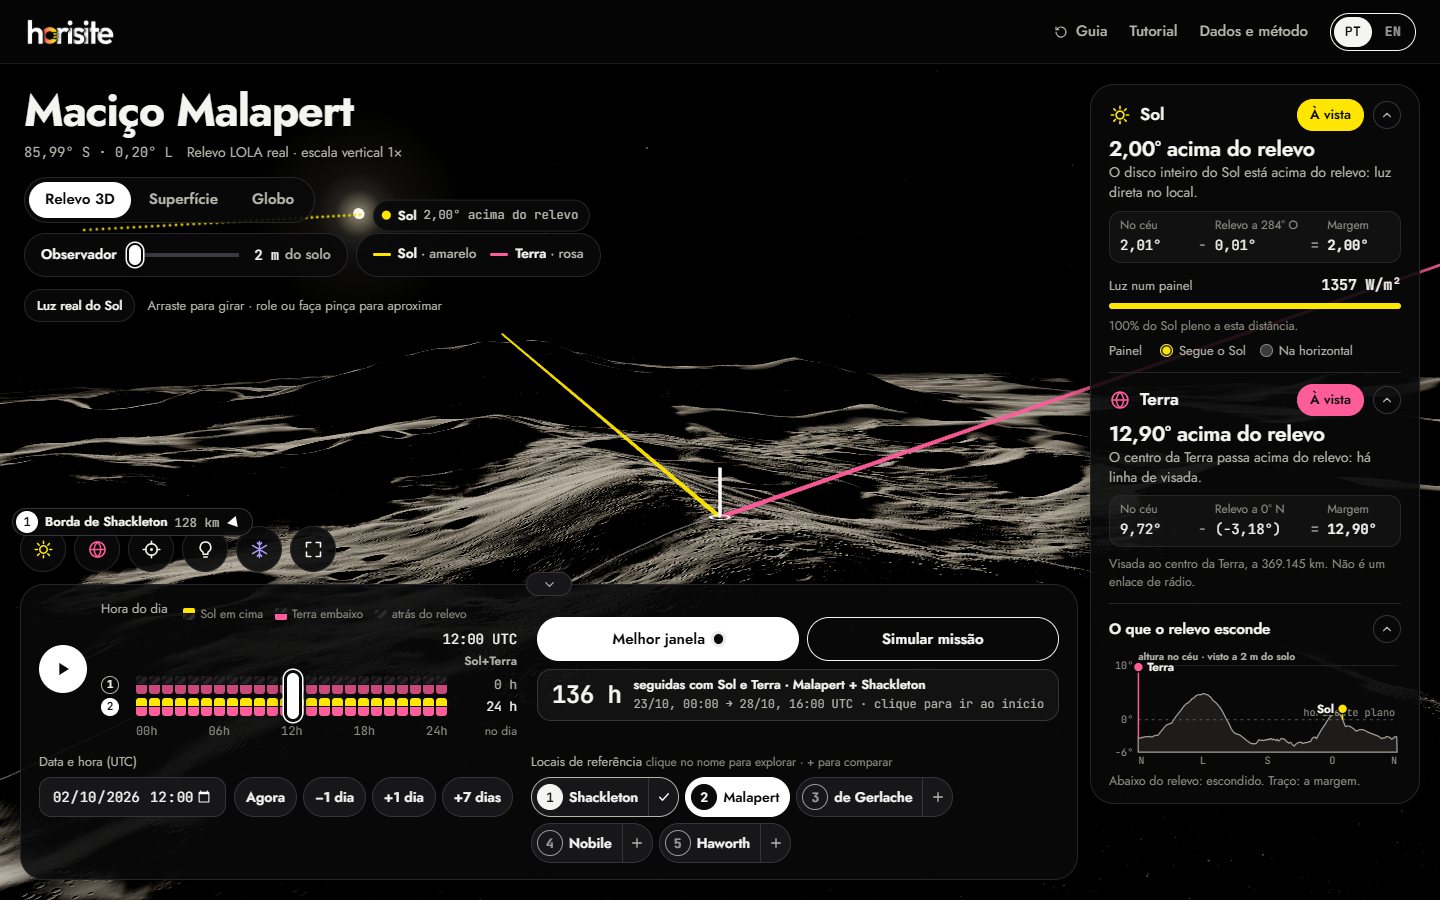 horisite
Guia
Tutorial
Dados e método
PT
EN
Maciço Malapert
85,99° S · 0,20° L Relevo LOLA real · escala vertical 1×
Relevo 3D
Superfície
Globo
Sol 2,00° acima do relevo
Observador
2 m do solo
Sol · amarelo
Terra · rosa
Luz real do Sol
Arraste para girar · role ou faça pinça para aproximar
1 Borda de Shackleton 128 km
Sol
À vista
2,00° acima do relevo
O disco inteiro do Sol está acima do relevo: luz
direta no local.
No céu Relevo a 284° O Margem
2,01° - 0,01° = 2,00°
Luz num painel 1357 W/m²
100% do Sol pleno a esta distância.
Painel Segue o Sol Na horizontal
Terra
À vista
12,90° acima do relevo
O centro da Terra passa acima do relevo: há
linha de visada.
No céu Relevo a 0° N Margem
9,72° - (-3,18°) = 12,90°
Visada ao centro da Terra, a 369.145 km. Não é um
enlace de rádio.
O que o relevo esconde
altura no céu · visto a 2 m do solo
10°
Terra
Sol
0°
-6°
N L S O N
Abaixo do relevo: escondido. Traço: a margem.
Hora do dia
Sol em cima
Terra embaixo
atrás do relevo
12:00 UTC
Sol+Terra
1
0 h
2
24 h
00h 06h 12h 18h 24h
no dia
Melhor janela
Simular missão
136 h
seguidas com Sol e Terra · Malapert + Shackleton
23/10, 00:00 → 28/10, 16:00 UTC · clique para ir ao início
Data e hora (UTC)
02/10/2026 12:00
Agora
−1 dia
+1 dia
+7 dias
Locais de referência clique no nome para explorar · + para comparar
1 Shackleton
2 Malapert
3 de Gerlache +
4 Nobile +
5 Haworth +